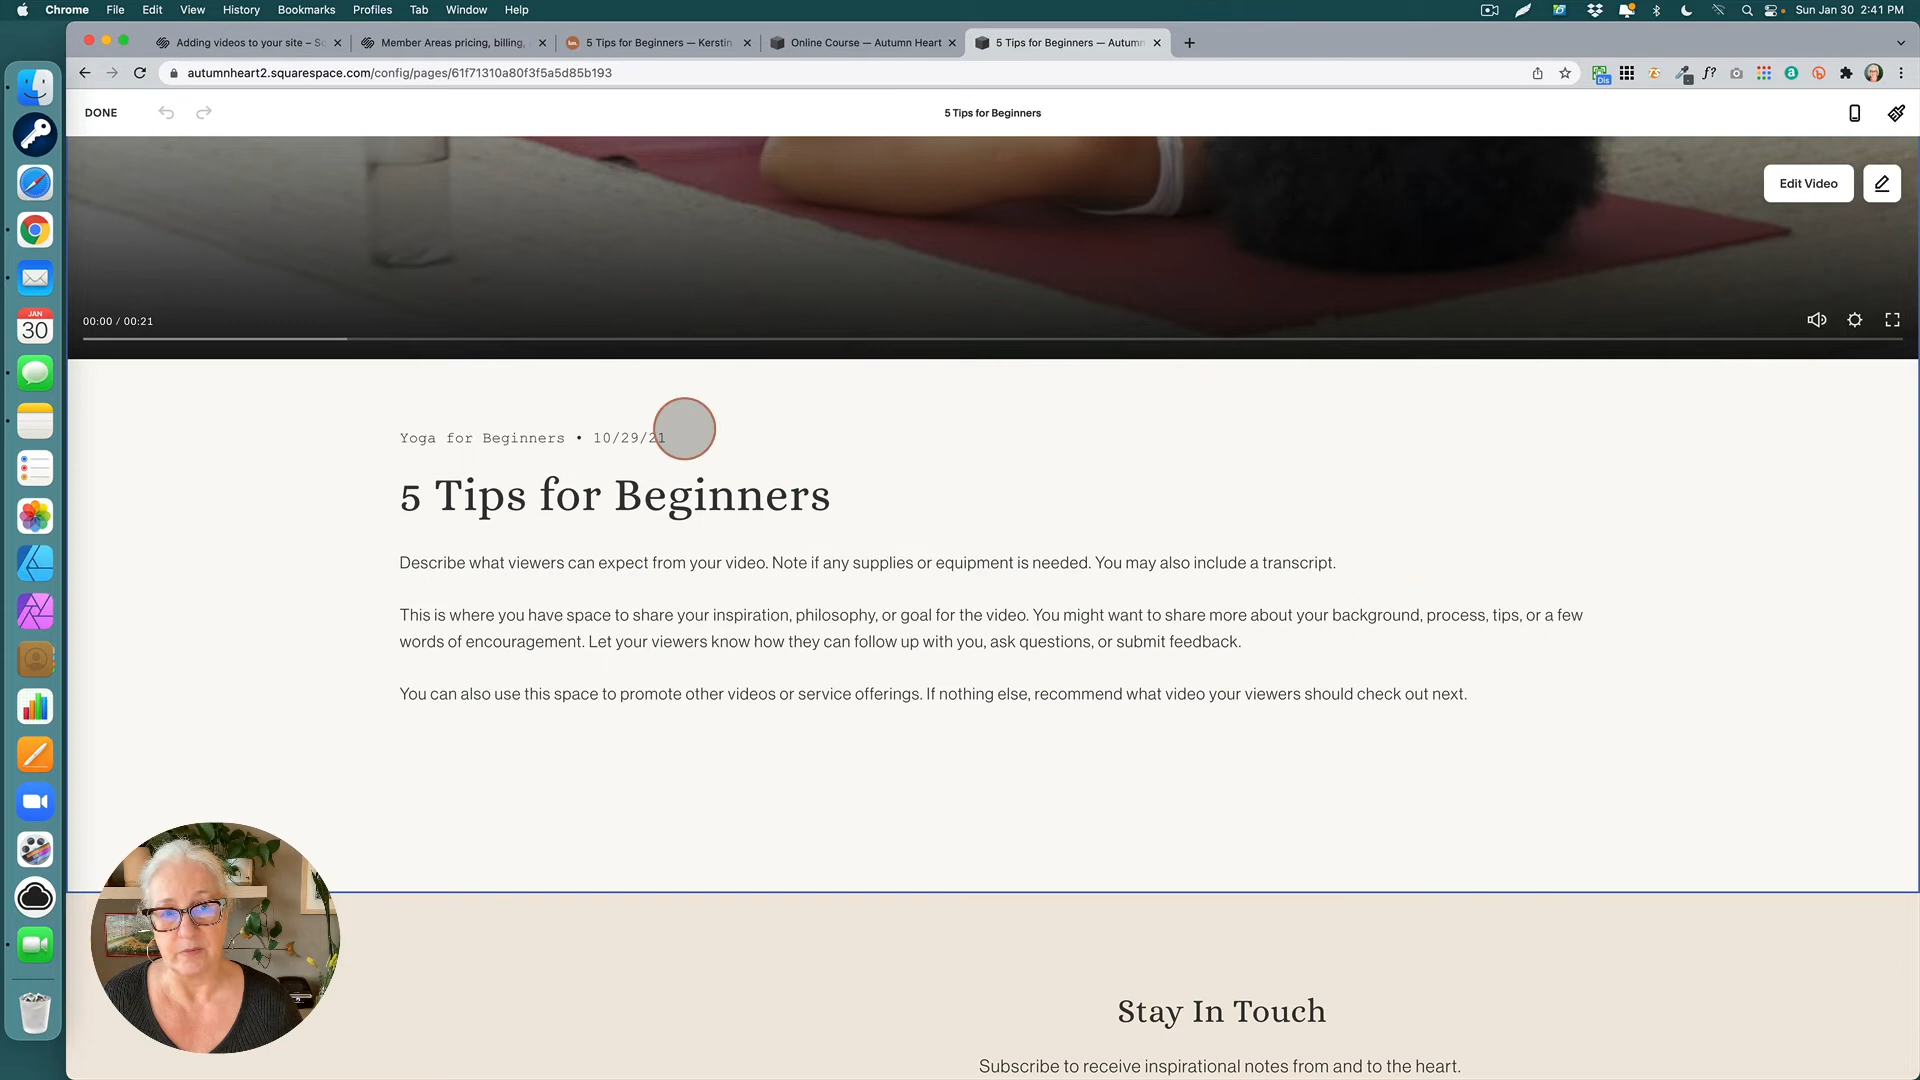 Chrome File Edit View History Bookmarks Profiles Tab Window Help
Sun Jan 30 2:41 PM
Adding videos to your site – Sq
Member Areas pricing, billing,
5 Tips for Beginners — Kerstin
Online Course — Autumn Heart
5 Tips for Beginners — Autumn
autumnheart2.squarespace.com/config/pages/61f71310a80f3f5a5d85b193
Dis
f?
DONE
5 Tips for Beginners
Edit Video
00:00 / 00:21
JAN
30
Yoga for Beginners • 10/29/21
5 Tips for Beginners
Describe what viewers can expect from your video. Note if any supplies or equipment is needed. You may also include a transcript.
This is where you have space to share your inspiration, philosophy, or goal for the video. You might want to share more about your background, process, tips, or a few
words of encouragement. Let your viewers know how they can follow up with you, ask questions, or submit feedback.
You can also use this space to promote other videos or service offerings. If nothing else, recommend what video your viewers should check out next.
Stay In Touch
Subscribe to receive inspirational notes from and to the heart.